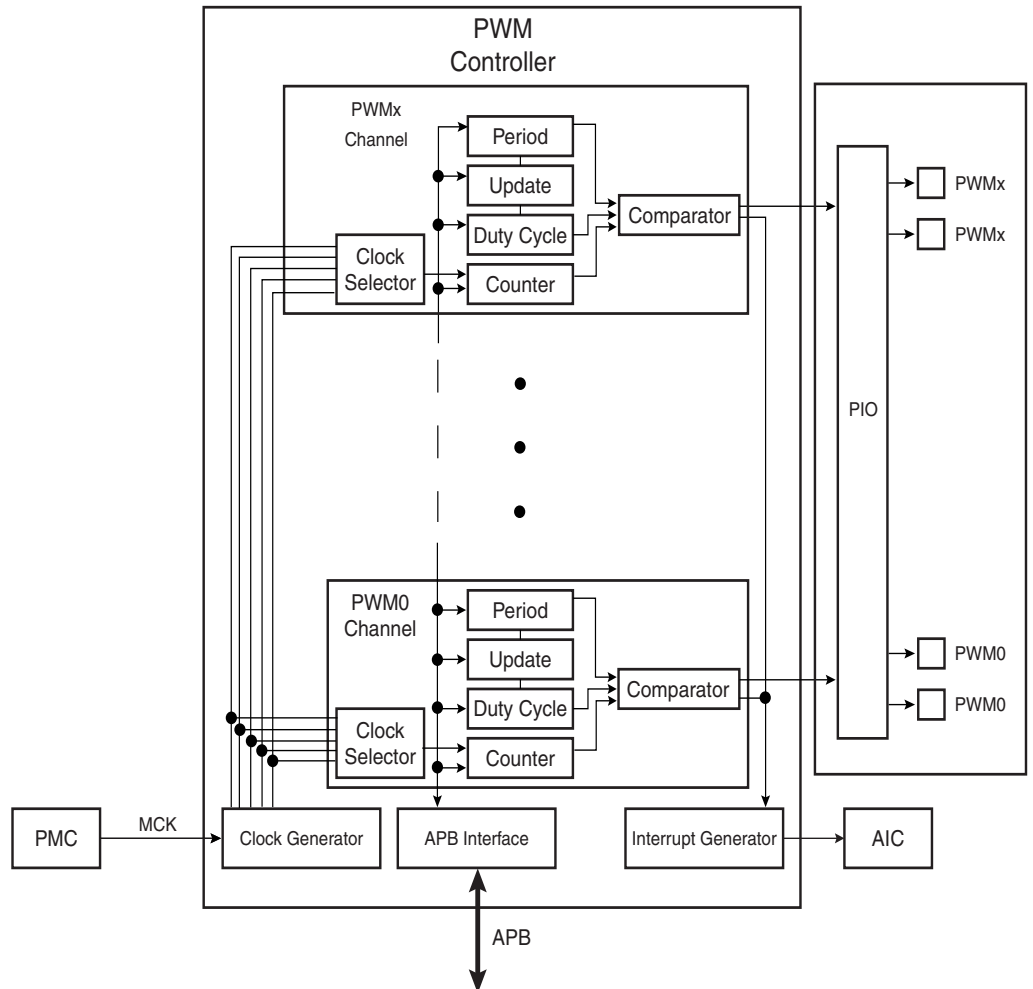 PWM
Controller
PWMx
Channel
Period
Update
Duty Cycle
Clock
Selector
Counter
Comparator
PIO
PWMx
PWMx
PWM0
Channel
Period
Update
Duty Cycle
Clock
Selector
Counter
Comparator
PWM0
PWM0
PMC
MCK
Clock Generator
APB Interface
Interrupt Generator
AIC
APB